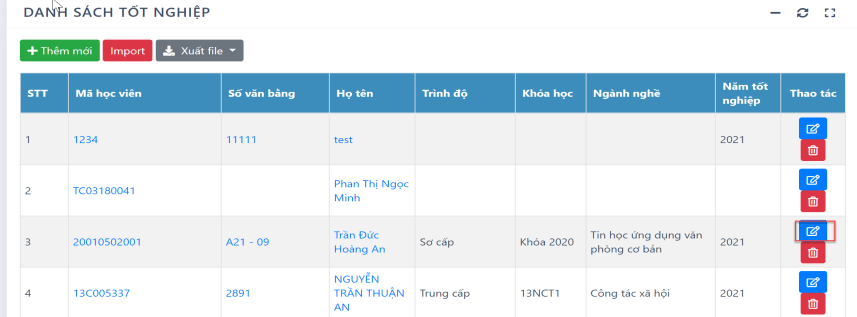 DANH SÁCH TỐT NGHIỆP
Thêm mới Import Xuất file
STT Mã học viên Số văn bằng Họ tên Trình độ Khóa học Ngành nghề Năm tốt nghiệp Thao tác
1 1234 11111 test 2021
2 TC03180041 Phan Thị Ngọc Minh
3 20010502001 A21 - 09 Trần Đức Hoàng An Sơ cấp Khóa 2020 Tin học ứng dụng văn phòng cơ bản 2021
4 13C005337 2891 NGUYỄN TRẦN THUẬN AN Trung cấp 13NCT1 Công tác xã hội 2021